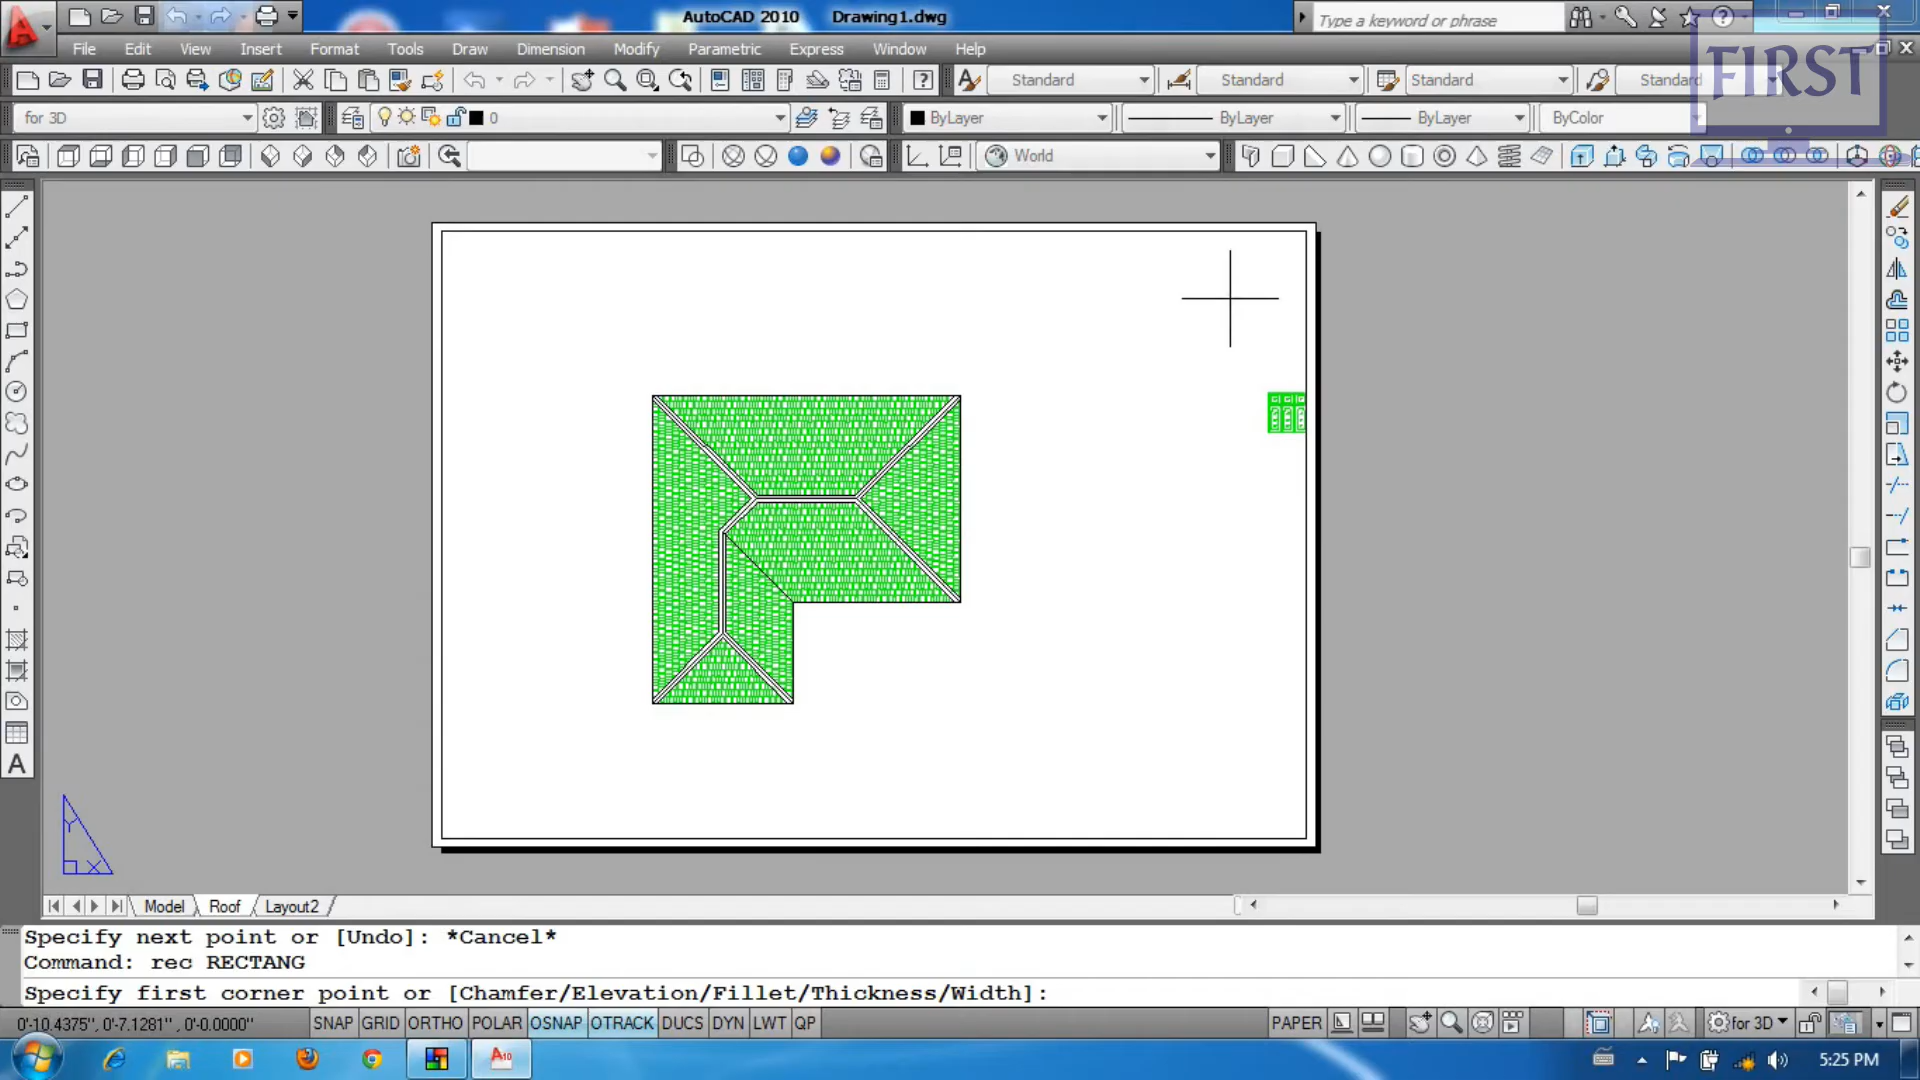 AutoCAD 2010 Drawing1.dwg
Type a keyword or phrase
FIRST
File Edit View Insert Format Tools Draw Dimension Modify Parametric Express Window Help
Standard Standard Standard Standard
for 3D 0 ByLayer ByLayer ByLayer ByColor
World
Y
X
Model Roof Layout2
Specify next point or [Undo]: *Cancel*
Command: rec RECTANG
Specify first corner point or [Chamfer/Elevation/Fillet/Thickness/Width]:
0'-10.4375", 0'-7.1281" , 0'-0.0000" SNAP GRID ORTHO POLAR OSNAP OTRACK DUCS DYN LWT QP PAPER for 3D
A10 5:25 PM